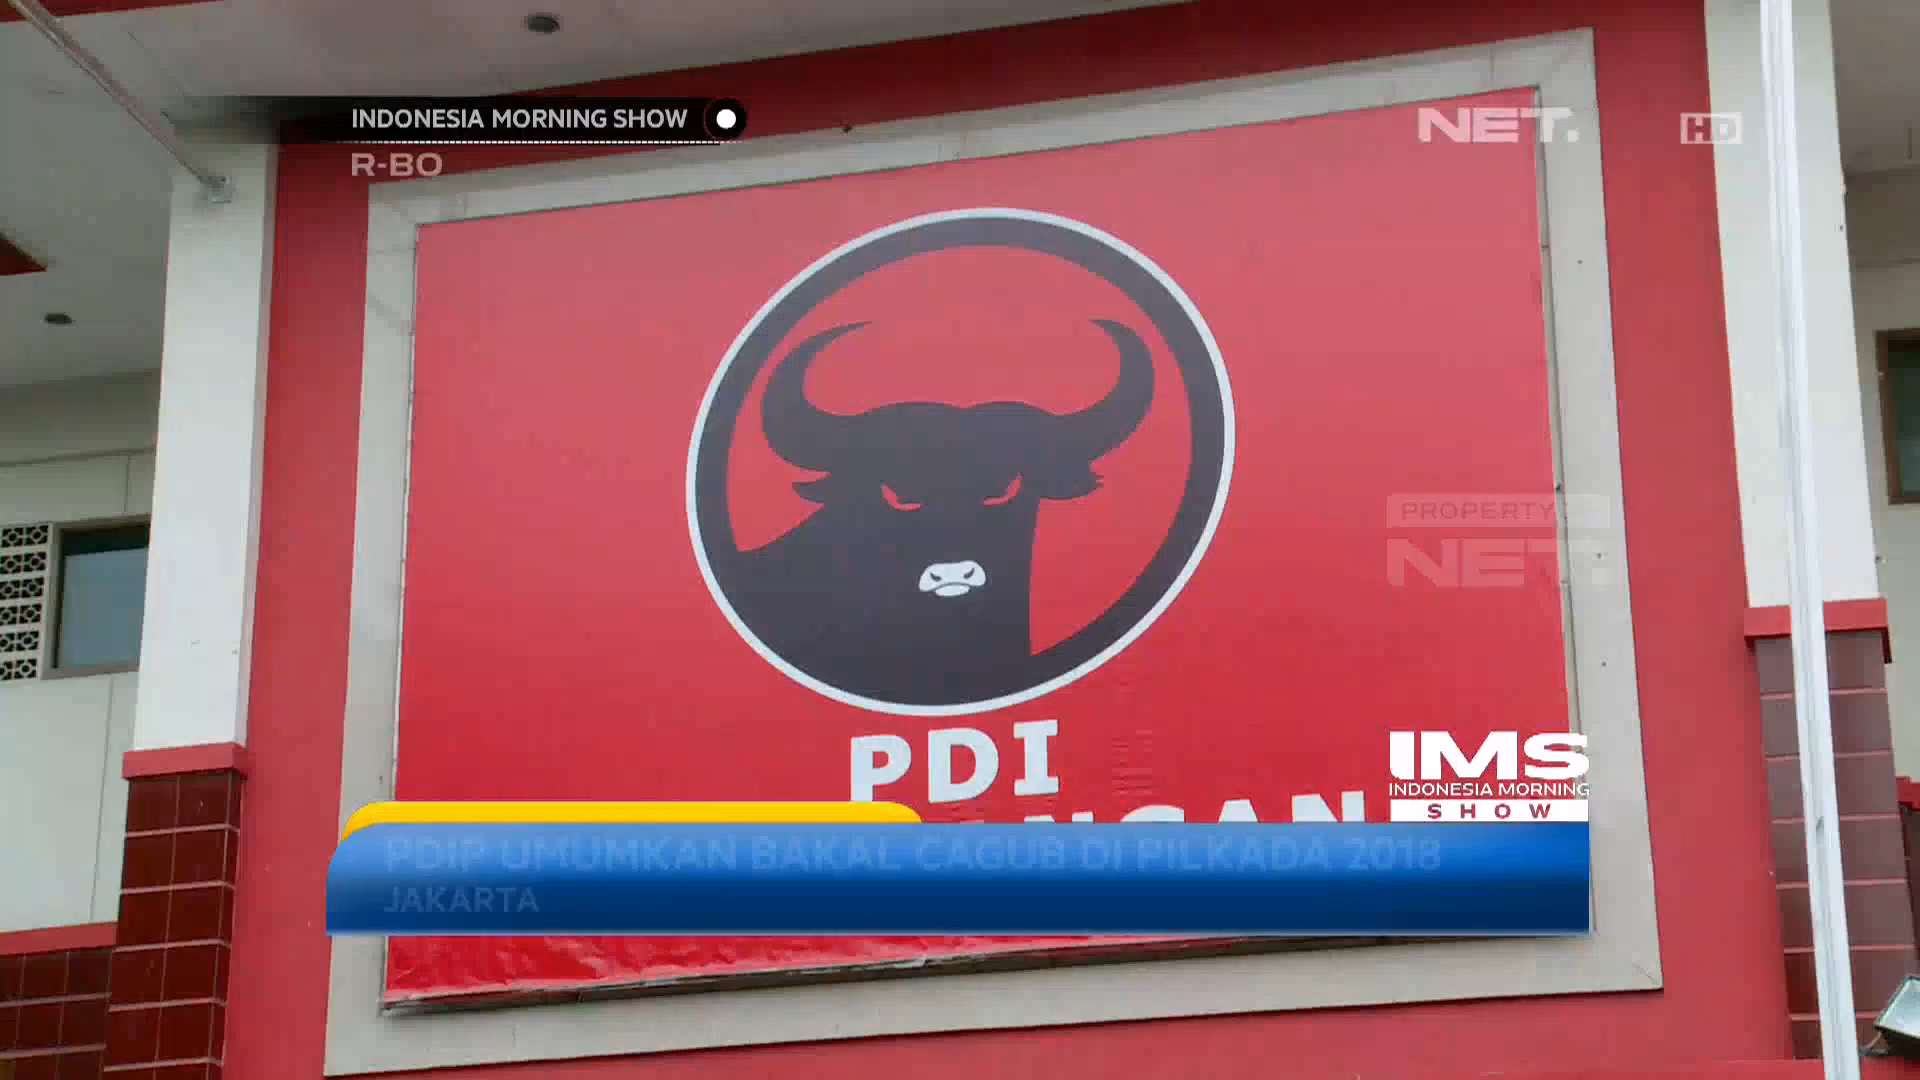 INDONESIA MORNING SHOW
R-BO
NET.
HD
PROPERTY
NET.
PDI
IMS
INDONESIA MORNING
SHOW
PDIP UMUMKAN BAKAL CAGUB DI PILKADA 2018
JAKARTA